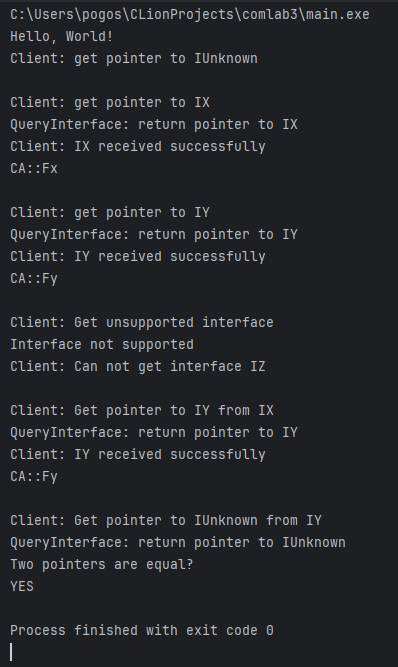 C:\Users\pogos\CLionProjects\comlab3\main.exe
Hello, World!
Client: get pointer to IUnknown
Client: get pointer to IX
QueryInterface: return pointer to IX
Client: IX received successfully
CA::Fx
Client: get pointer to IY
QueryInterface: return pointer to IY
Client: IY received successfully
CA::Fy
Client: Get unsupported interface
Interface not supported
Client: Can not get interface IZ
Client: Get pointer to IY from IX
QueryInterface: return pointer to IY
Client: IY received successfully
CA::Fy
Client: Get pointer to IUnknown from IY
QueryInterface: return pointer to IUnknown
Two pointers are equal?
YES
Process finished with exit code 0